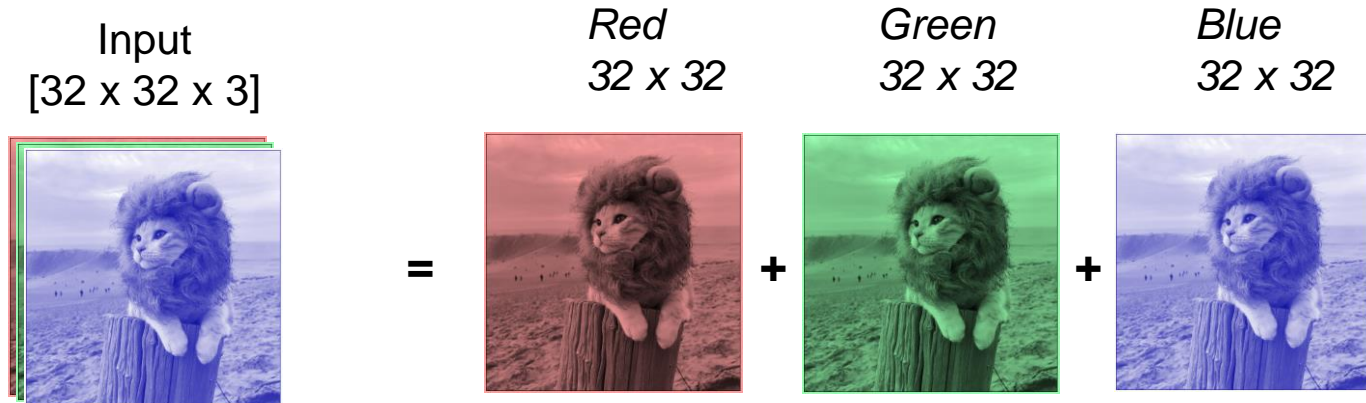 Input
[32 x 32 x 3]
=
Red
32 x 32
+
Green
32 x 32
+
Blue
32 x 32